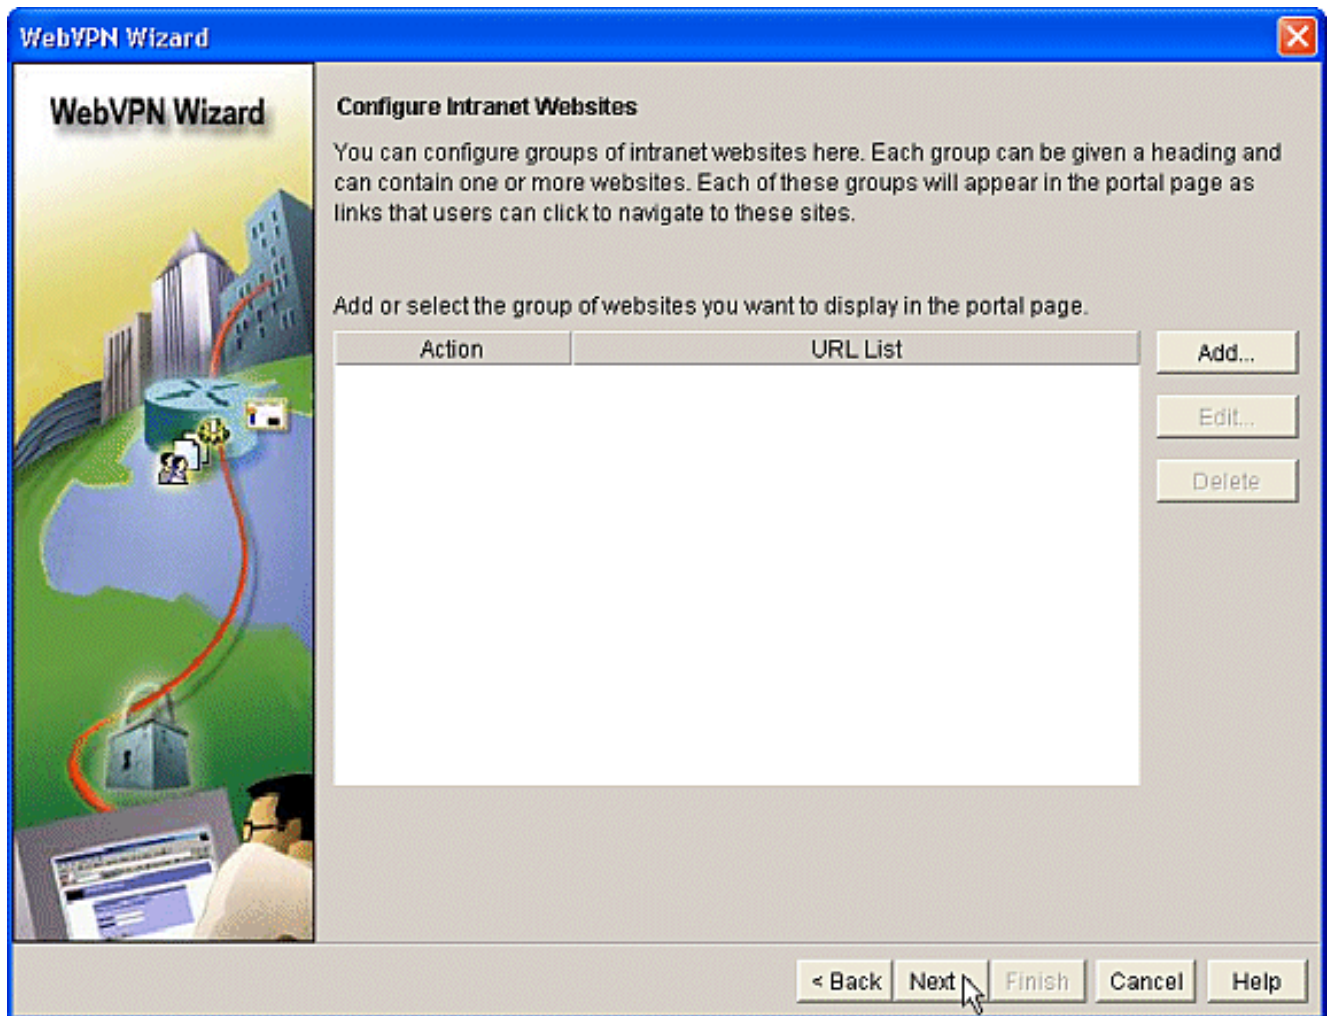 WebVPN Wizard
WebVPN Wizard
Configure Intranet Websites
You can configure groups of intranet websites here. Each group can be given a heading and
can contain one or more websites. Each of these groups will appear in the portal page as
links that users can click to navigate to these sites.
Add or select the group of websites you want to display in the portal page.
Action URL List
Add...
Edit...
Delete
< Back Next Finish Cancel Help